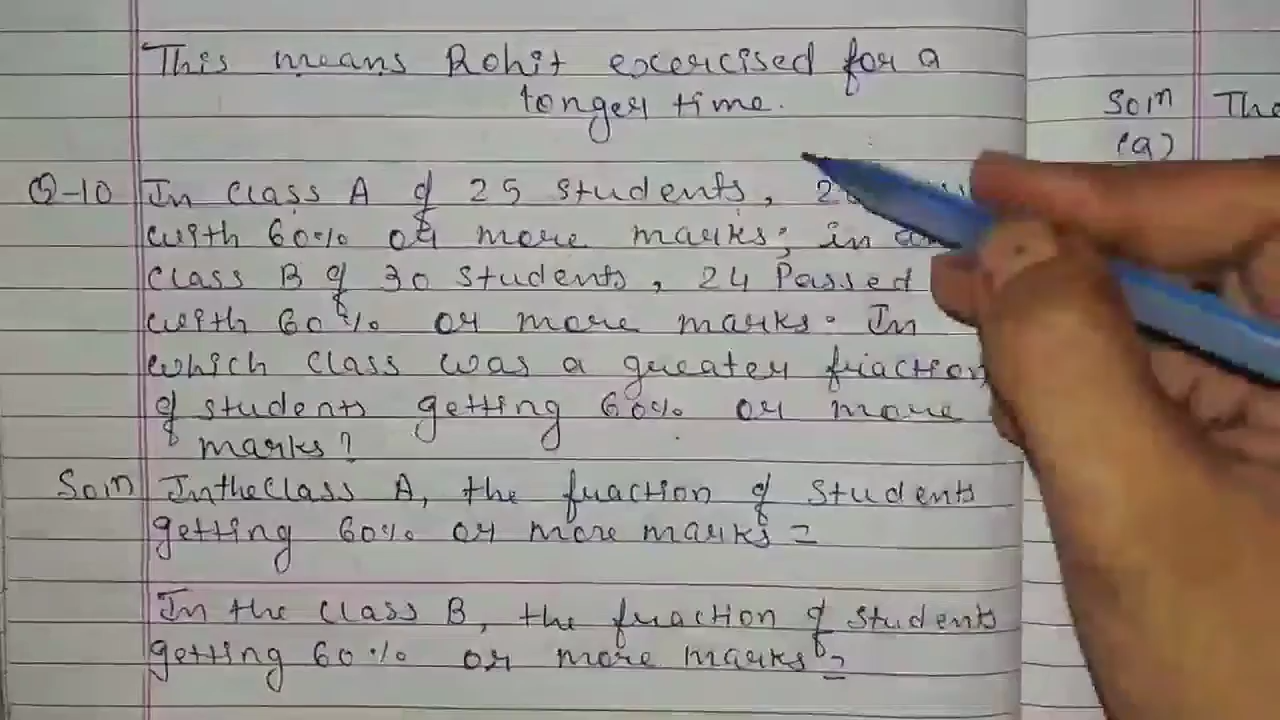 This means Rohit excercised for a
longer time.
Q-10 In class A of 25 students,
with 60% or more marks; in
class B of 30 students, 24 Passed
with 60% or more marks. In
which class was a greater fraction
of students getting 60% or more
marks?
Soln In the Class A, the fraction of students
getting 60% or more marks =
In the class B, the fraction of students
getting 60% or more marks =
Soln
(a)